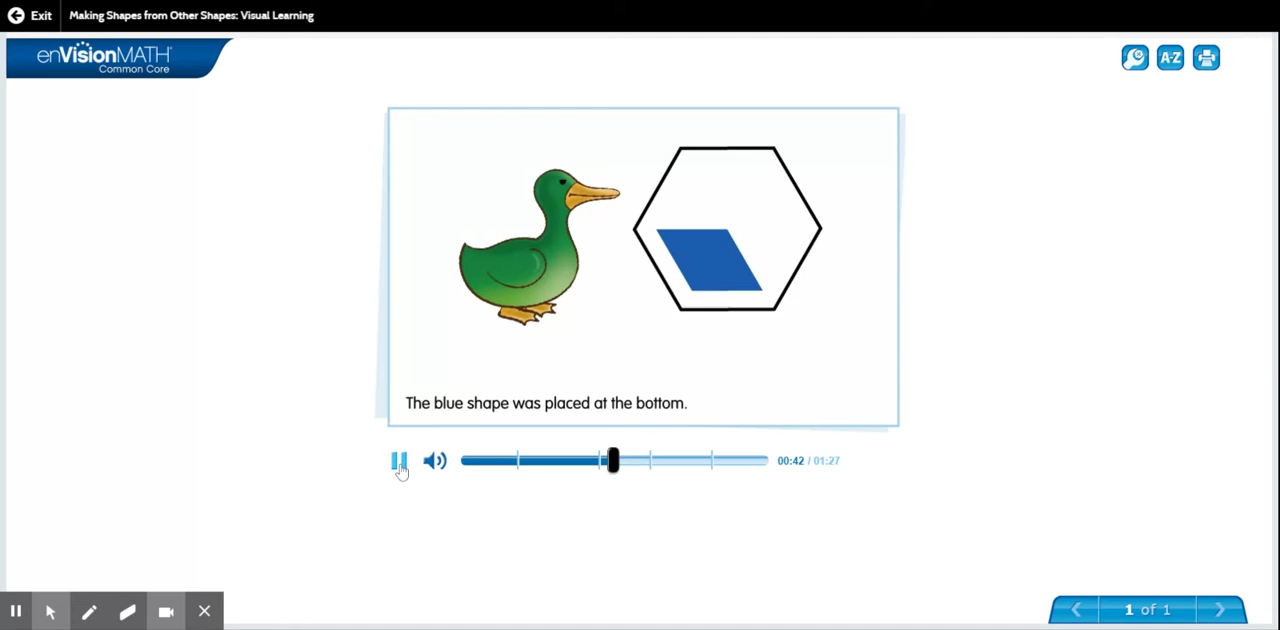 Exit
Making Shapes from Other Shapes: Visual Learning
enVisionMATH®
Common Core
A-Z
The blue shape was placed at the bottom.
00:42 / 01:27
1 of 1